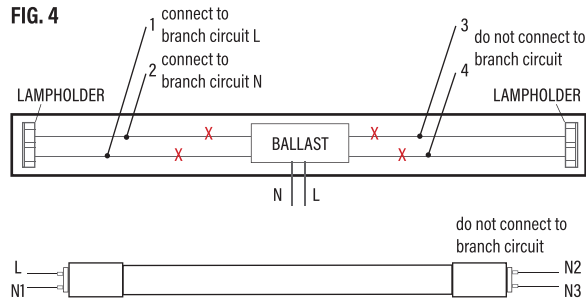 FIG. 4
1 connect to
branch circuit L
2 connect to
branch circuit N
3 do not connect to
4 branch circuit
LAMPHOLDER
LAMPHOLDER
X
X
X
X
BALLAST
N L
do not connect to
branch circuit
L
N1
N2
N3